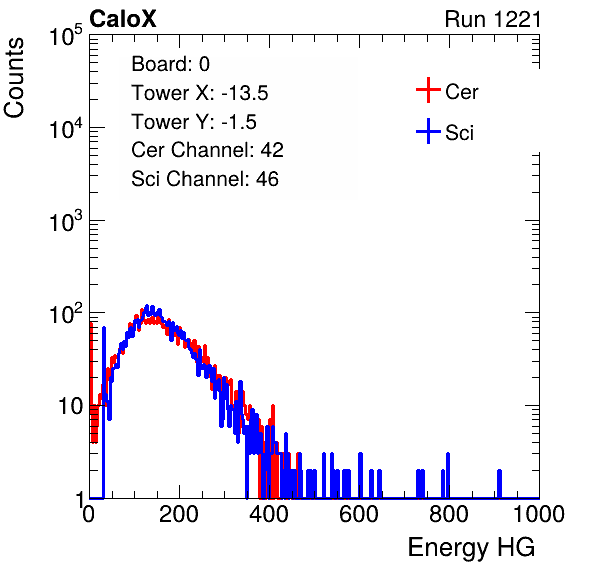 CaloX
Run 1221
Counts
Board: 0
Tower X: -13.5
Tower Y: -1.5
Cer Channel: 42
Sci Channel: 46
Cer
Sci
10^5
10^4
10^3
10^2
10
1
0 200 400 600 800 1000
Energy HG